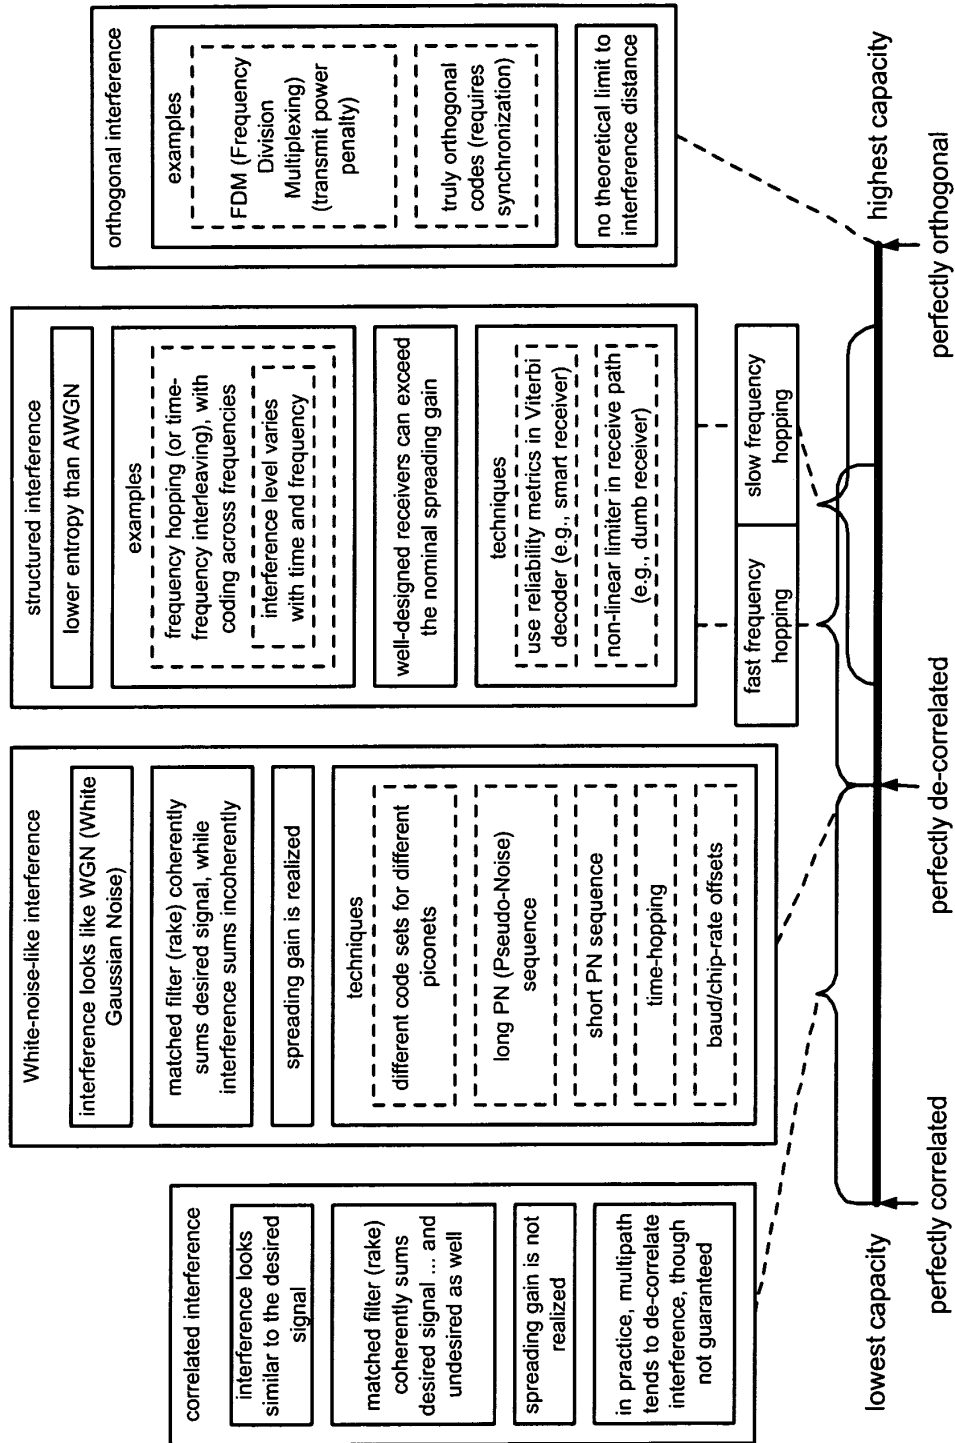 correlated interference
interference looks
similar to the desired
signal
matched filter (rake)
coherently sums
desired signal ... and
undesired as well
spreading gain is not
realized
in practice, multipath
tends to de-correlate
interference, though
not guaranteed
White-noise-like interference
interference looks like WGN (White
Gaussian Noise)
matched filter (rake) coherently
sums desired signal, while
interference sums incoherently
spreading gain is realized
techniques
different code sets for different
piconets
long PN (Pseudo-Noise)
sequence
short PN sequence
time-hopping
baud/chip-rate offsets
structured interference
lower entropy than AWGN
examples
frequency hopping (or time-
frequency interleaving), with
coding across frequencies
interference level varies
with time and frequency
well-designed receivers can exceed
the nominal spreading gain
techniques
use reliability metrics in Viterbi
decoder (e.g., smart receiver)
non-linear limiter in receive path
(e.g., dumb receiver)
fast frequency
hopping
slow frequency
hopping
orthogonal interference
examples
FDM (Frequency
Division
Multiplexing)
(transmit power
penalty)
truly orthogonal
codes (requires
synchronization)
no theoretical limit to
interference distance
lowest capacity
highest capacity
perfectly correlated
perfectly de-correlated
perfectly orthogonal